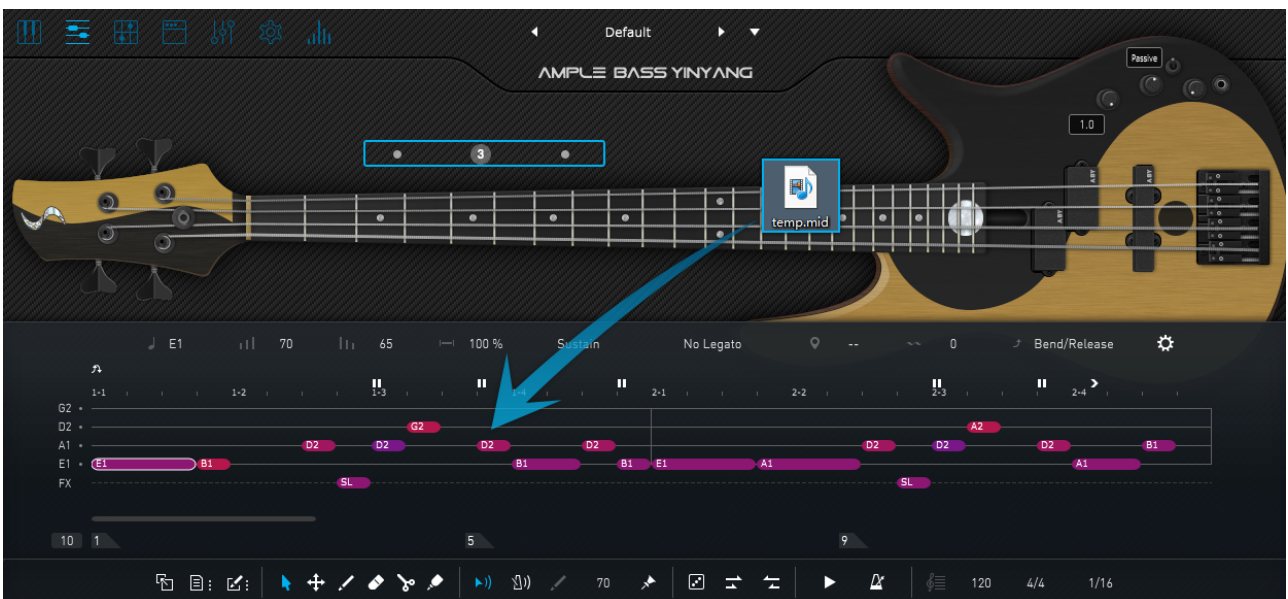 Default
AMPLE BASS YINYANG
Passive
1.0
3
temp.mid
E1 70 65 100 % Sustain No Legato -- 0 Bend/Release
1-1 1-2 1-3 1-4 2-1 2-2 2-3 2-4
G2
D2 G2 A2
A1 D2 D2 D2 D2 D2 D2 D2 B1
E1 E1 B1 B1 B1 E1 A1 A1
FX SL SL
10 1 5 9
70 120 4/4 1/16